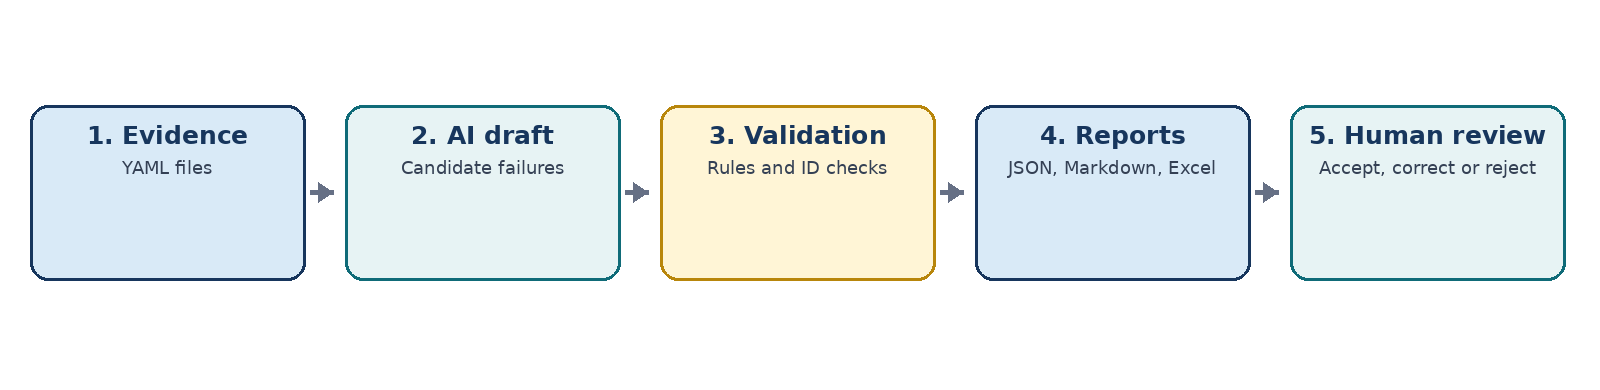 1. Evidence
YAML files
2. AI draft
Candidate failures
3. Validation
Rules and ID checks
4. Reports
JSON, Markdown, Excel
5. Human review
Accept, correct or reject